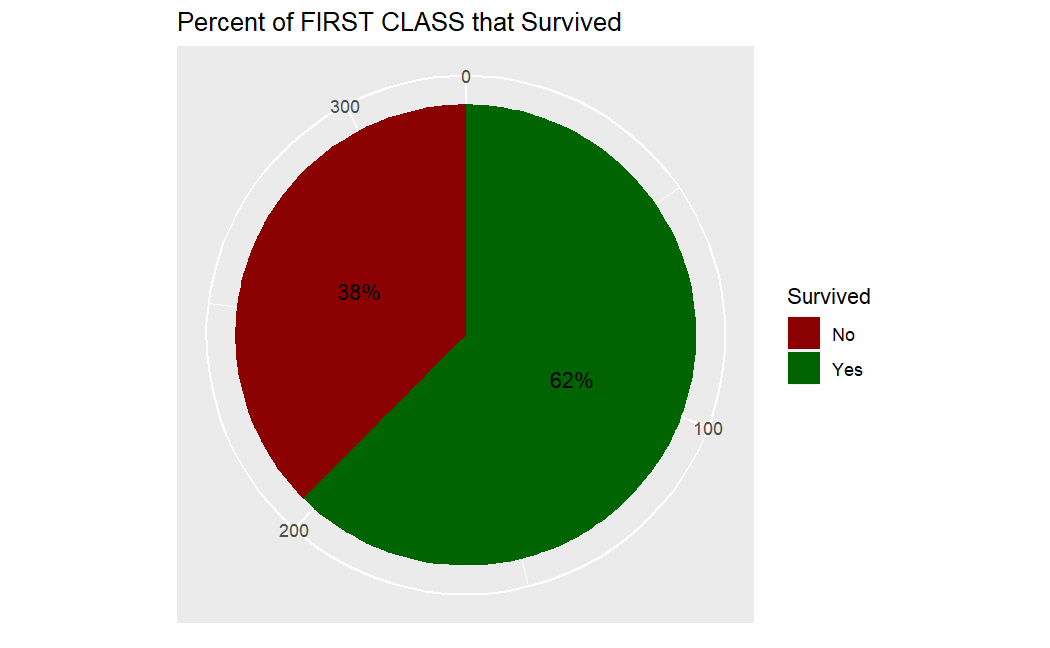 Percent of FIRST CLASS that Survived
0
300
38%
62%
100
200
Survived
No
Yes